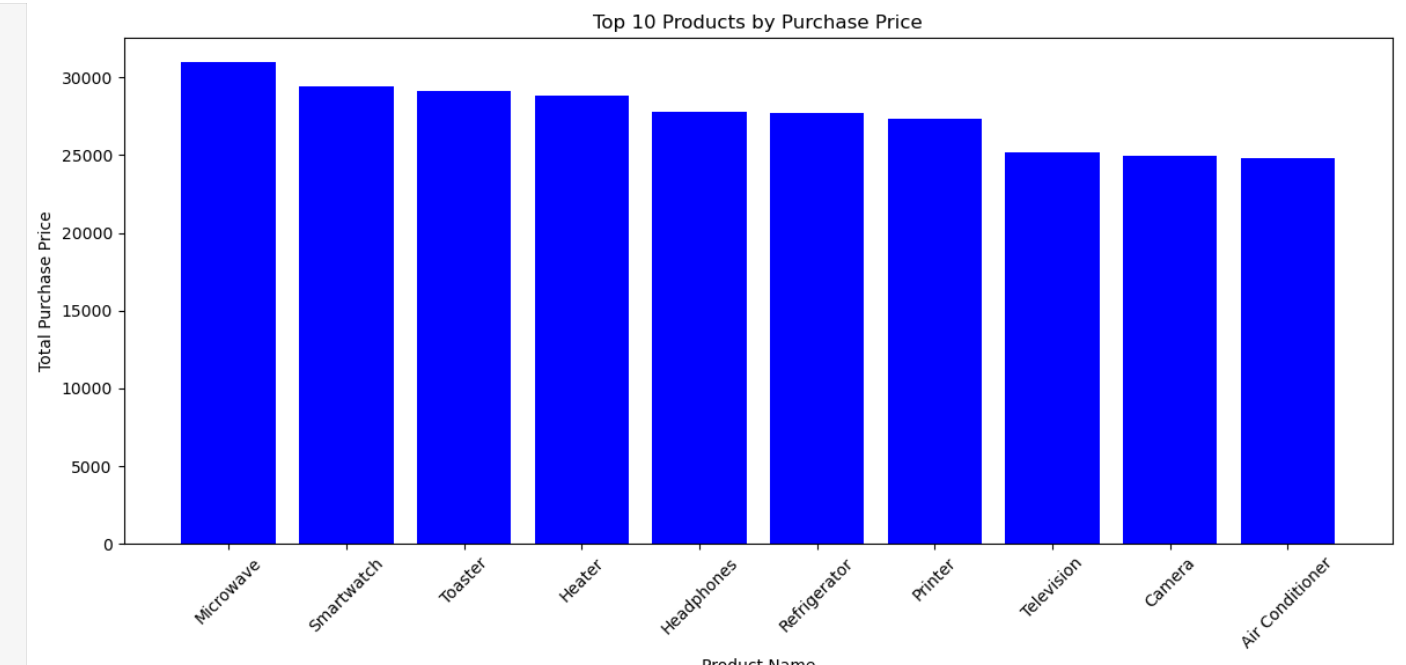 Top 10 Products by Purchase Price
30000
25000
20000
15000
10000
5000
0
Total Purchase Price
Microwave
Smartwatch
Toaster
Heater
Headphones
Refrigerator
Printer
Television
Camera
Air Conditioner
Product Name